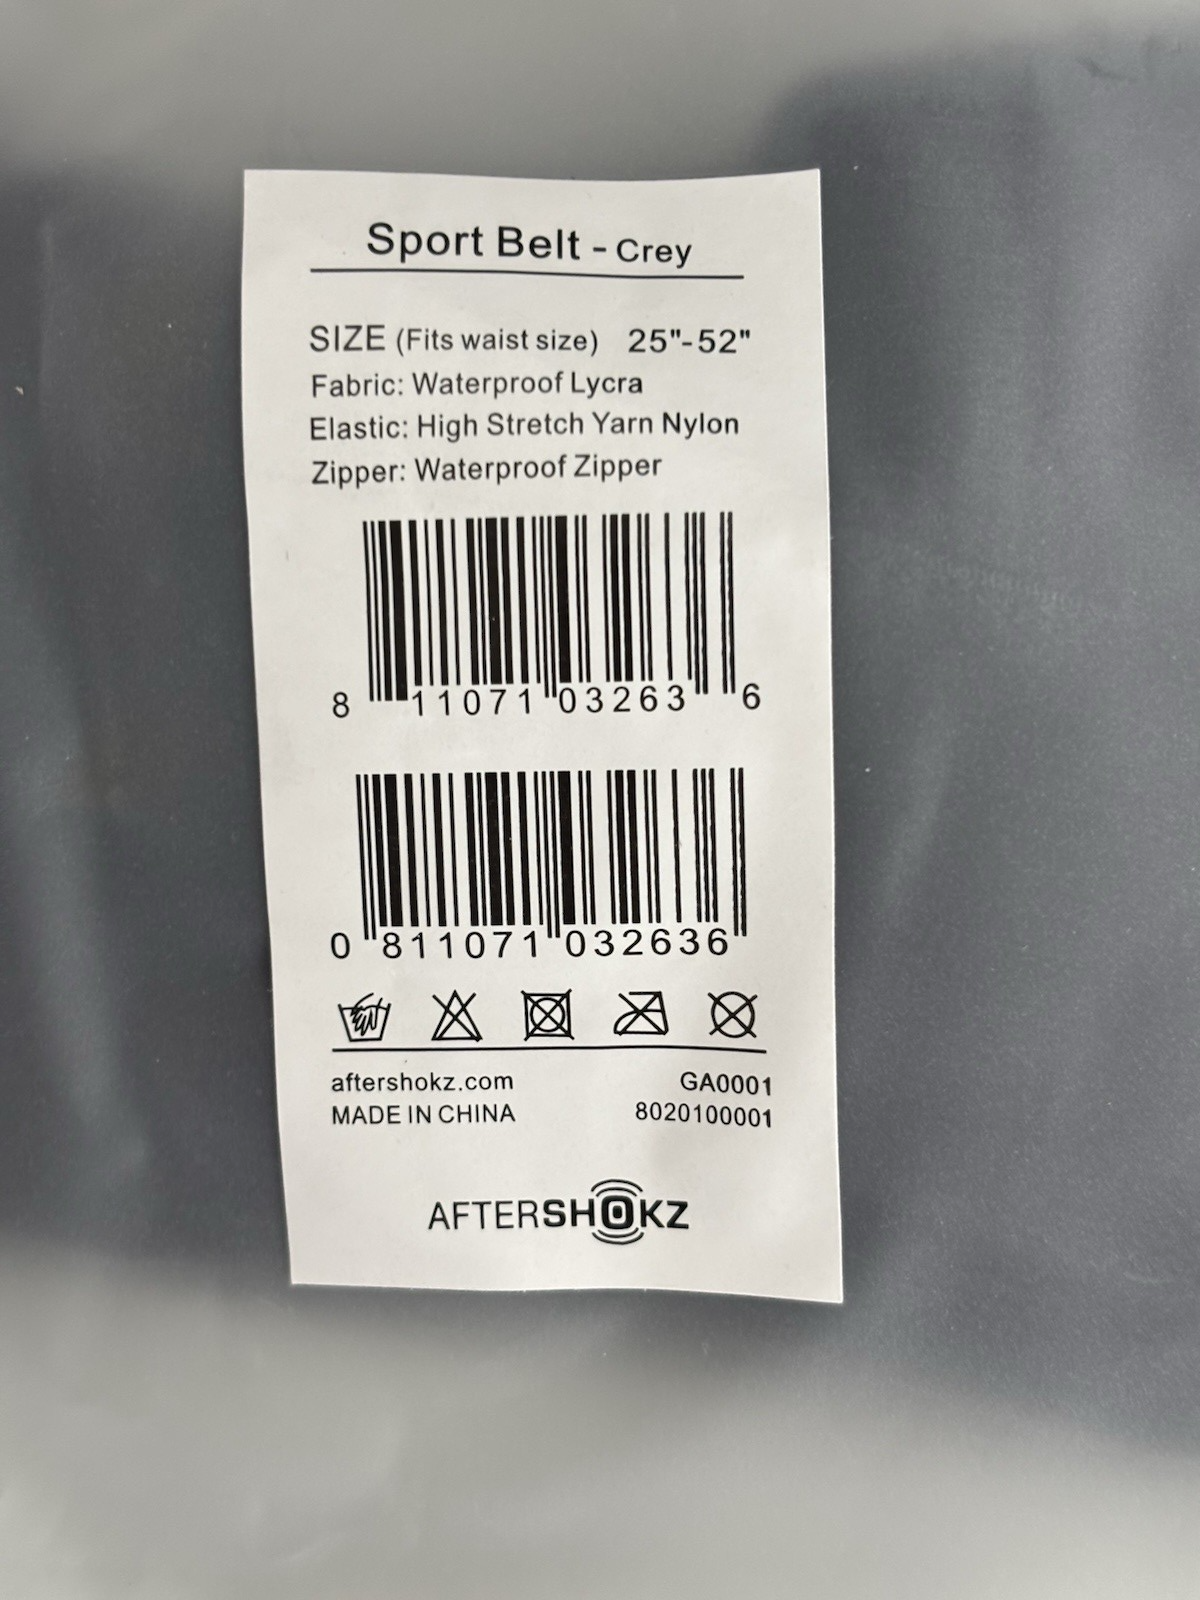 Sport Belt - Crey
SIZE (Fits waist size) 25"-52"
Fabric: Waterproof Lycra
Elastic: High Stretch Yarn Nylon
Zipper: Waterproof Zipper
8 11071 03263 6
0 811071 032636
aftershokz.com GA0001
MADE IN CHINA 8020100001
AFTERSHOKZ